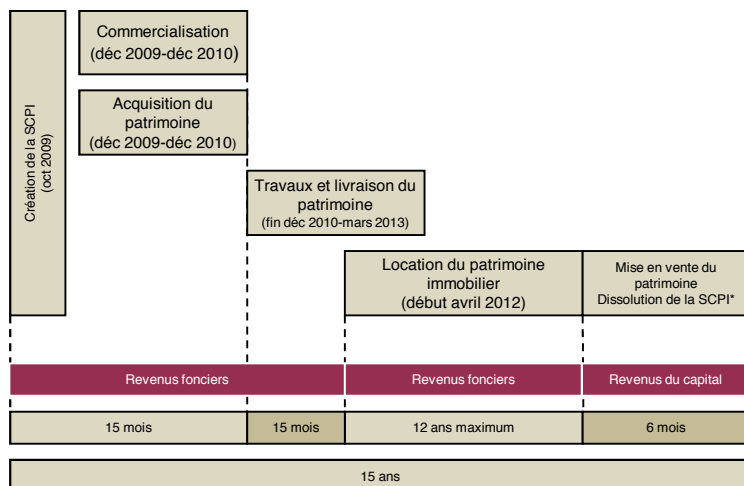 Création de la SCPI
(oct 2009)
Commercialisation
(déc 2009-déc 2010)
Acquisition du
patrimoine
(déc 2009-déc 2010)
Travaux et livraison du
patrimoine
(fin déc 2010-mars 2013)
Location du patrimoine
immobilier
(début avril 2012)
Mise en vente du
patrimoine
Dissolution de la SCPI*
Revenus fonciers
Revenus fonciers
Revenus du capital
15 mois
15 mois
12 ans maximum
6 mois
15 ans